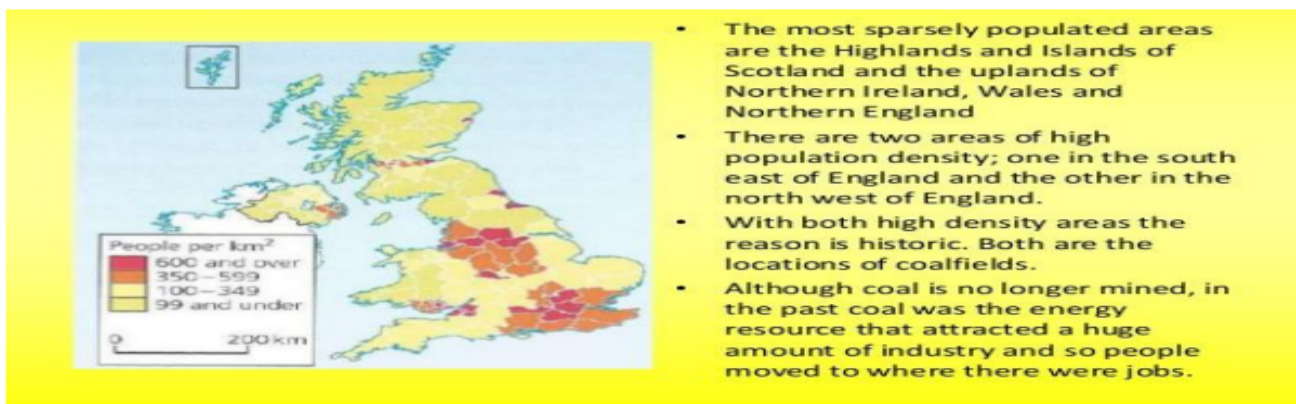 • The most sparsely populated areas
are the Highlands and Islands of
Scotland and the uplands of
Northern Ireland, Wales and
Northern England
• There are two areas of high
population density; one in the south
east of England and the other in the
north west of England.
• With both high density areas the
reason is historic. Both are the
locations of coalfields.
• Although coal is no longer mined, in
the past coal was the energy
resource that attracted a huge
amount of industry and so people
moved to where there were jobs.
People per km²
600 and over
350–599
100–349
99 and under
0 200 km